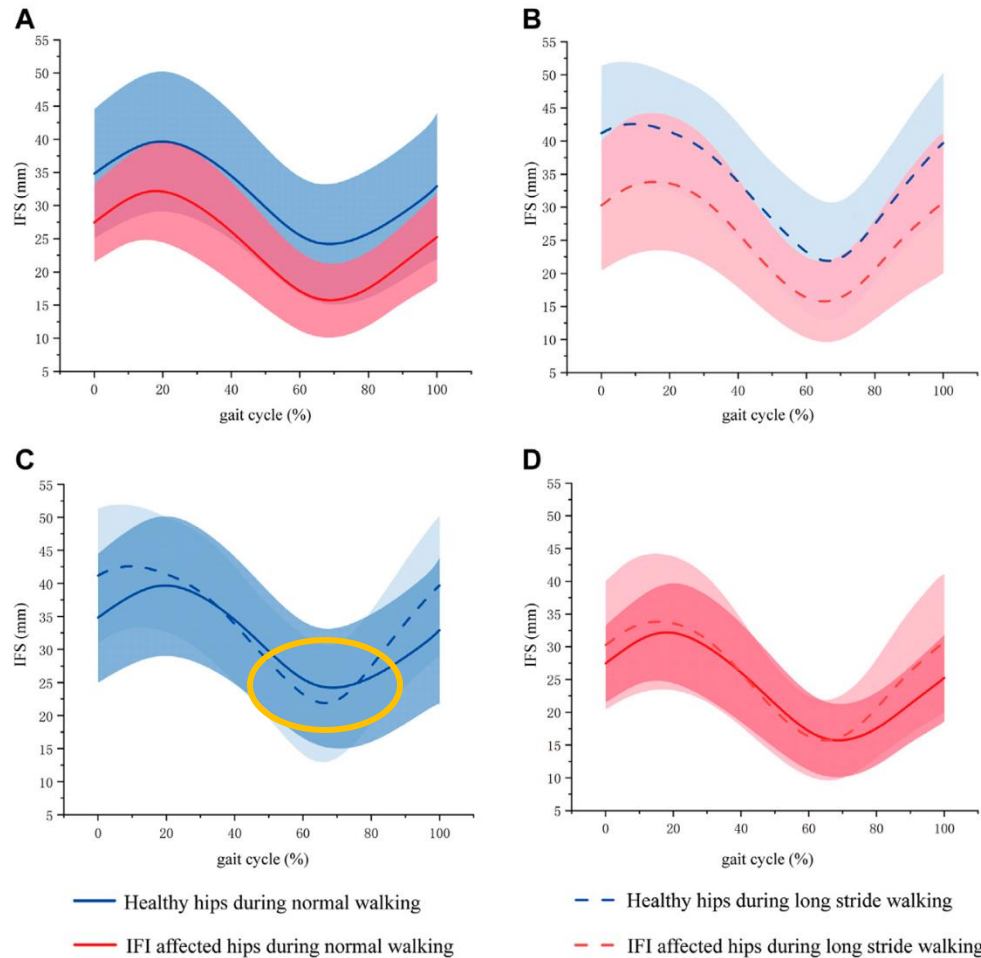 A
55
50
45
40
35
30
25
20
15
10
5
IFS (mm)
0 20 40 60 80 100
gait cycle (%)
B
55
50
45
40
35
30
25
20
15
10
5
IFS (mm)
0 20 40 60 80 100
gait cycle (%)
C
55
50
45
40
35
30
25
20
15
10
5
IFS (mm)
0 20 40 60 80 100
gait cycle (%)
D
55
50
45
40
35
30
25
20
15
10
5
IFS (mm)
0 20 40 60 80 100
gait cycle (%)
Healthy hips during normal walking
Healthy hips during long stride walking
IFI affected hips during normal walking
IFI affected hips during long stride walking